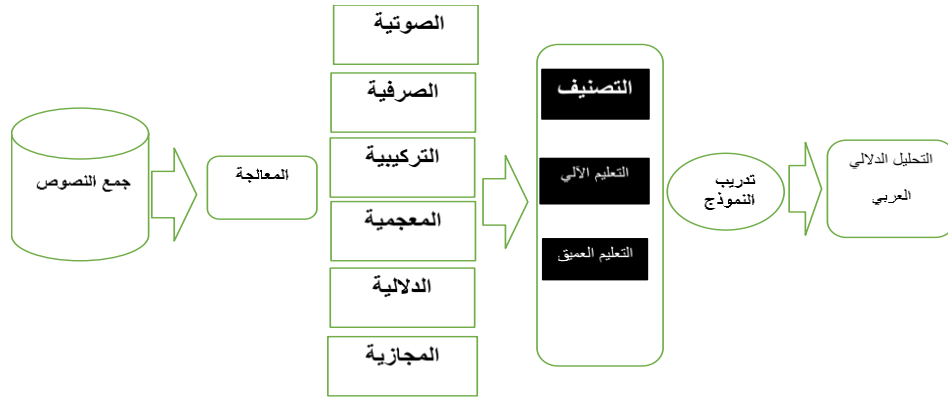 جمع النصوص
المعالجة
الصوتية
الصرفية
التركيبية
المعجمية
الدلالية
المجازية
التصنيف
التعليم الآلي
التعليم العميق
تدريب
النموذج
التحليل الدلالي
العربي